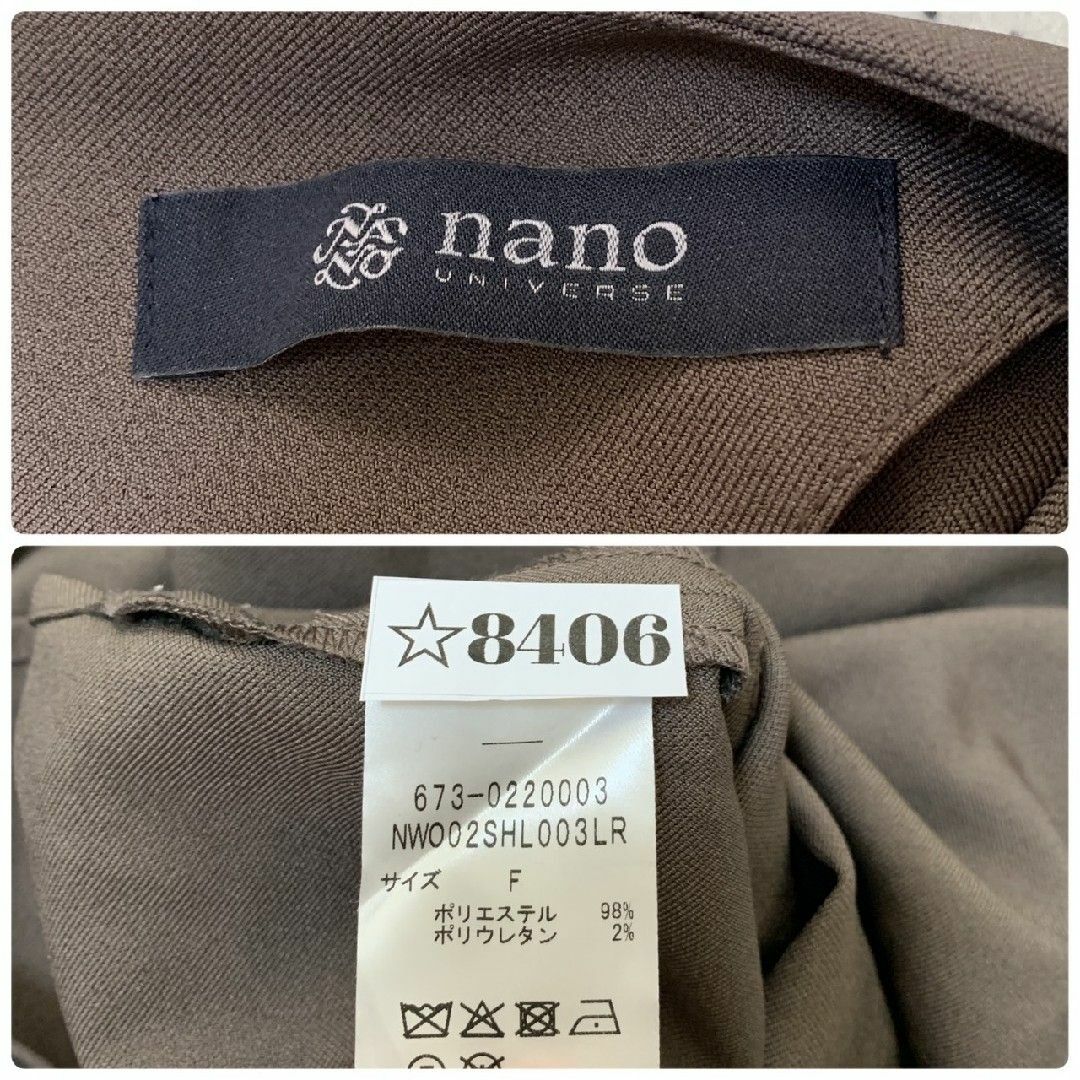 nano
UNIVERSE
☆8406
673-0220003
NWO02SHL003LR
サイズ F
ポリエステル 98%
ポリウレタン 2%